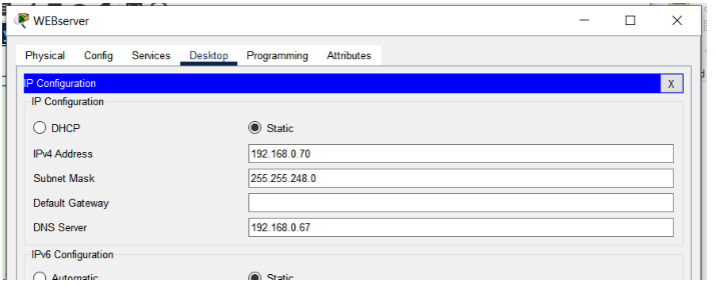 WEBserver
Physical Config Services Desktop Programming Attributes
IP Configuration X
IP Configuration
DHCP Static
IPv4 Address 192.168.0.70
Subnet Mask 255.255.248.0
Default Gateway
DNS Server 192.168.0.67
IPv6 Configuration
Automatic Static